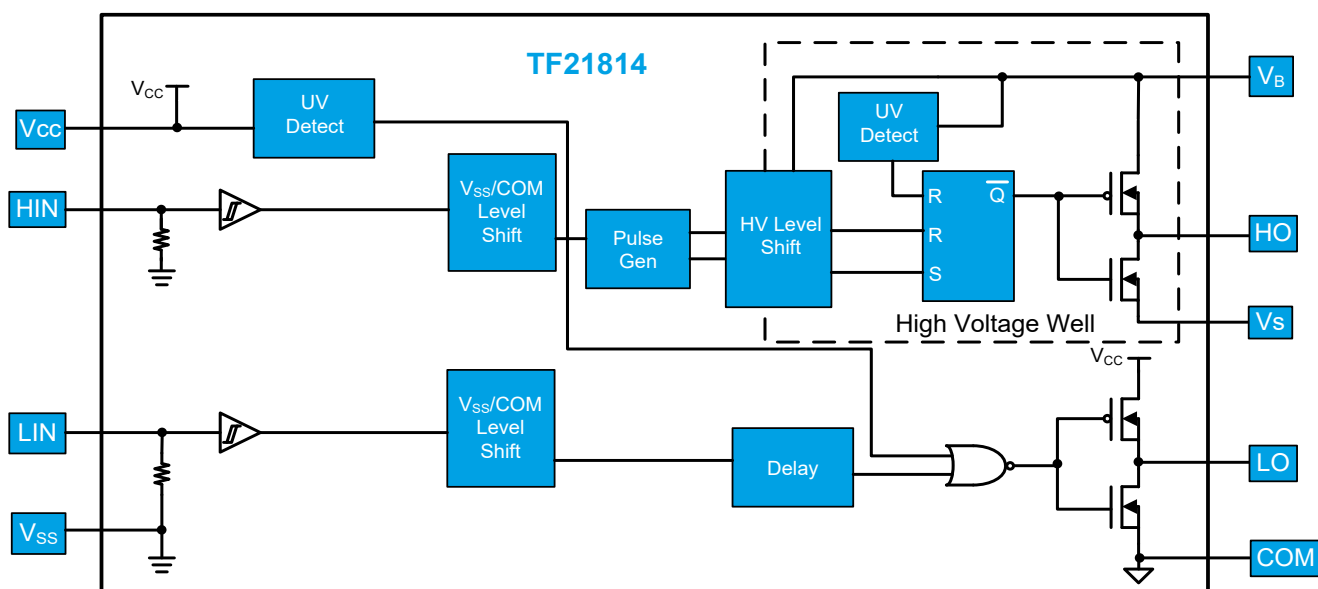 TF21814
VCC
UV
Detect
VB
Vcc
UV
Detect
HIN
VSS/COM
Level
Shift
Pulse
Gen
HV Level
Shift
R
Q̅
R
S
HO
Vs
High Voltage Well
VCC
LIN
VSS/COM
Level
Shift
Delay
LO
VSS
COM